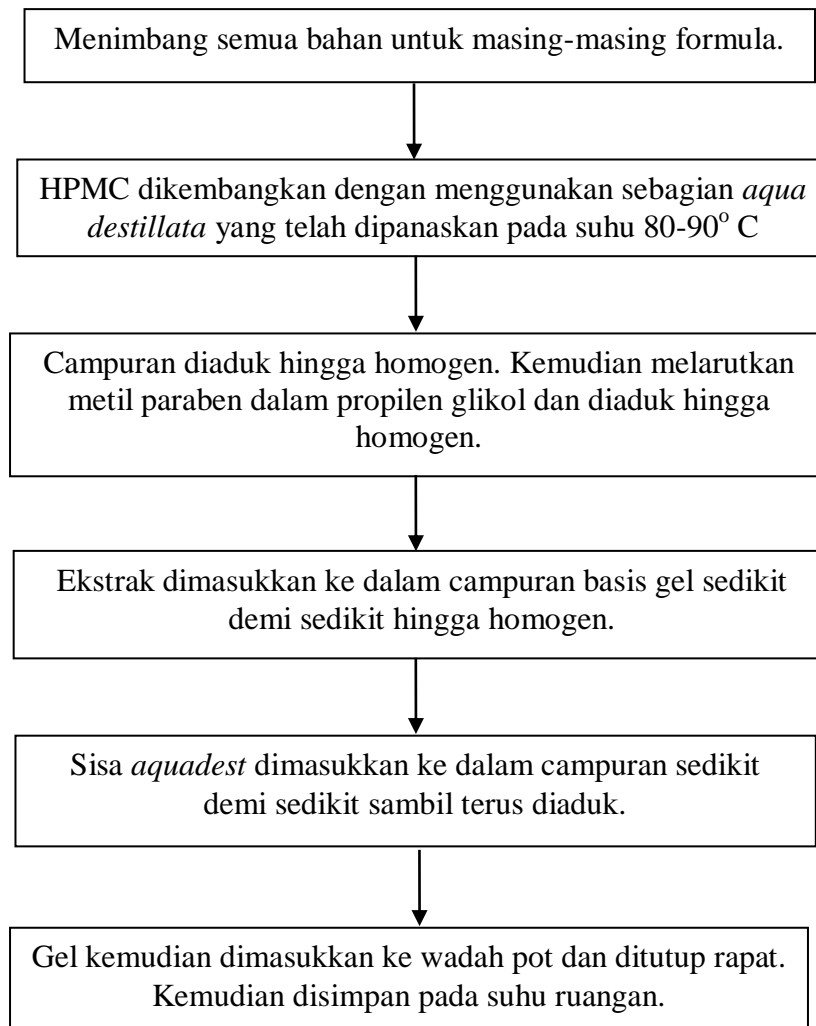 Menimbang semua bahan untuk masing-masing formula.
HPMC dikembangkan dengan menggunakan sebagian aqua
destillata yang telah dipanaskan pada suhu 80-90° C
Campuran diaduk hingga homogen. Kemudian melarutkan
metil paraben dalam propilen glikol dan diaduk hingga
homogen.
Ekstrak dimasukkan ke dalam campuran basis gel sedikit
demi sedikit hingga homogen.
Sisa aquadest dimasukkan ke dalam campuran sedikit
demi sedikit sambil terus diaduk.
Gel kemudian dimasukkan ke wadah pot dan ditutup rapat.
Kemudian disimpan pada suhu ruangan.